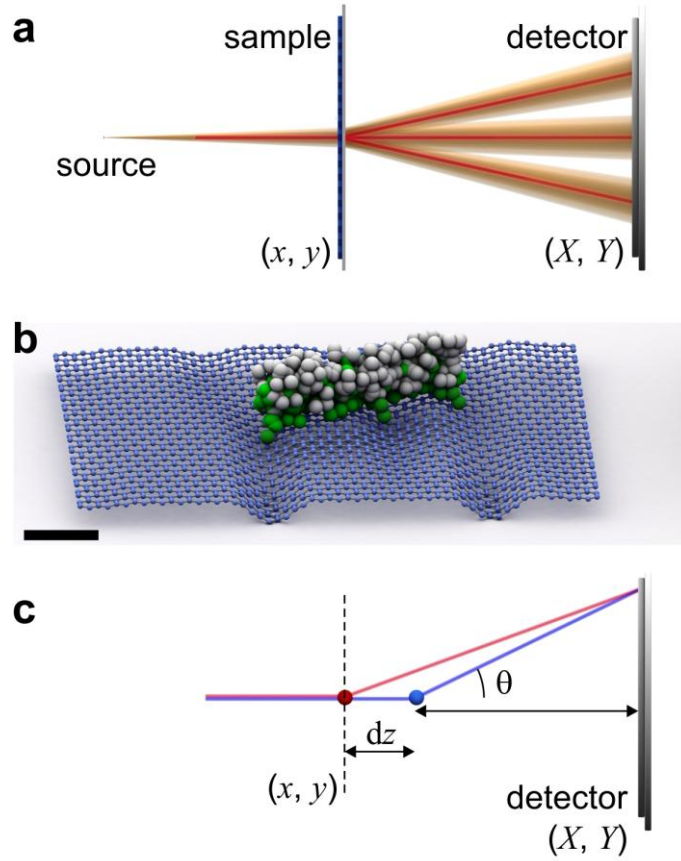 a
sample
detector
source
(x, y)
(X, Y)
b
c
θ
dz
(x, y)
detector
(X, Y)